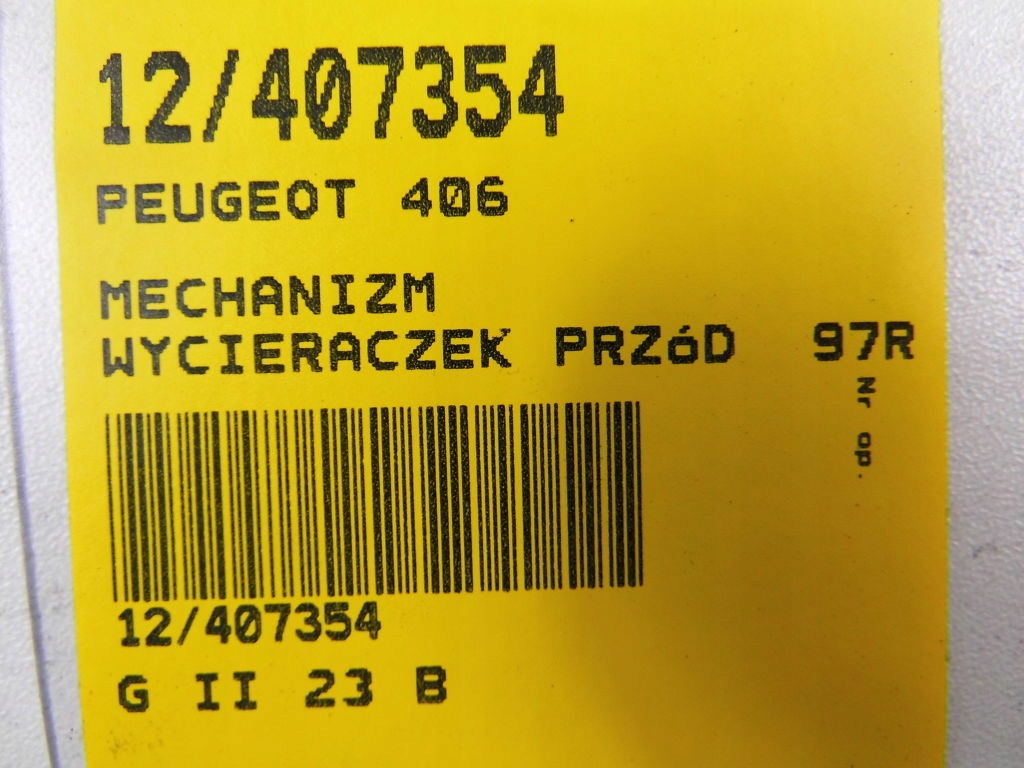 12/407354
PEUGEOT 406
MECHANIZM
WYCIERACZEK PRZóD 97R
Nr op.
12/407354
G II 23 B